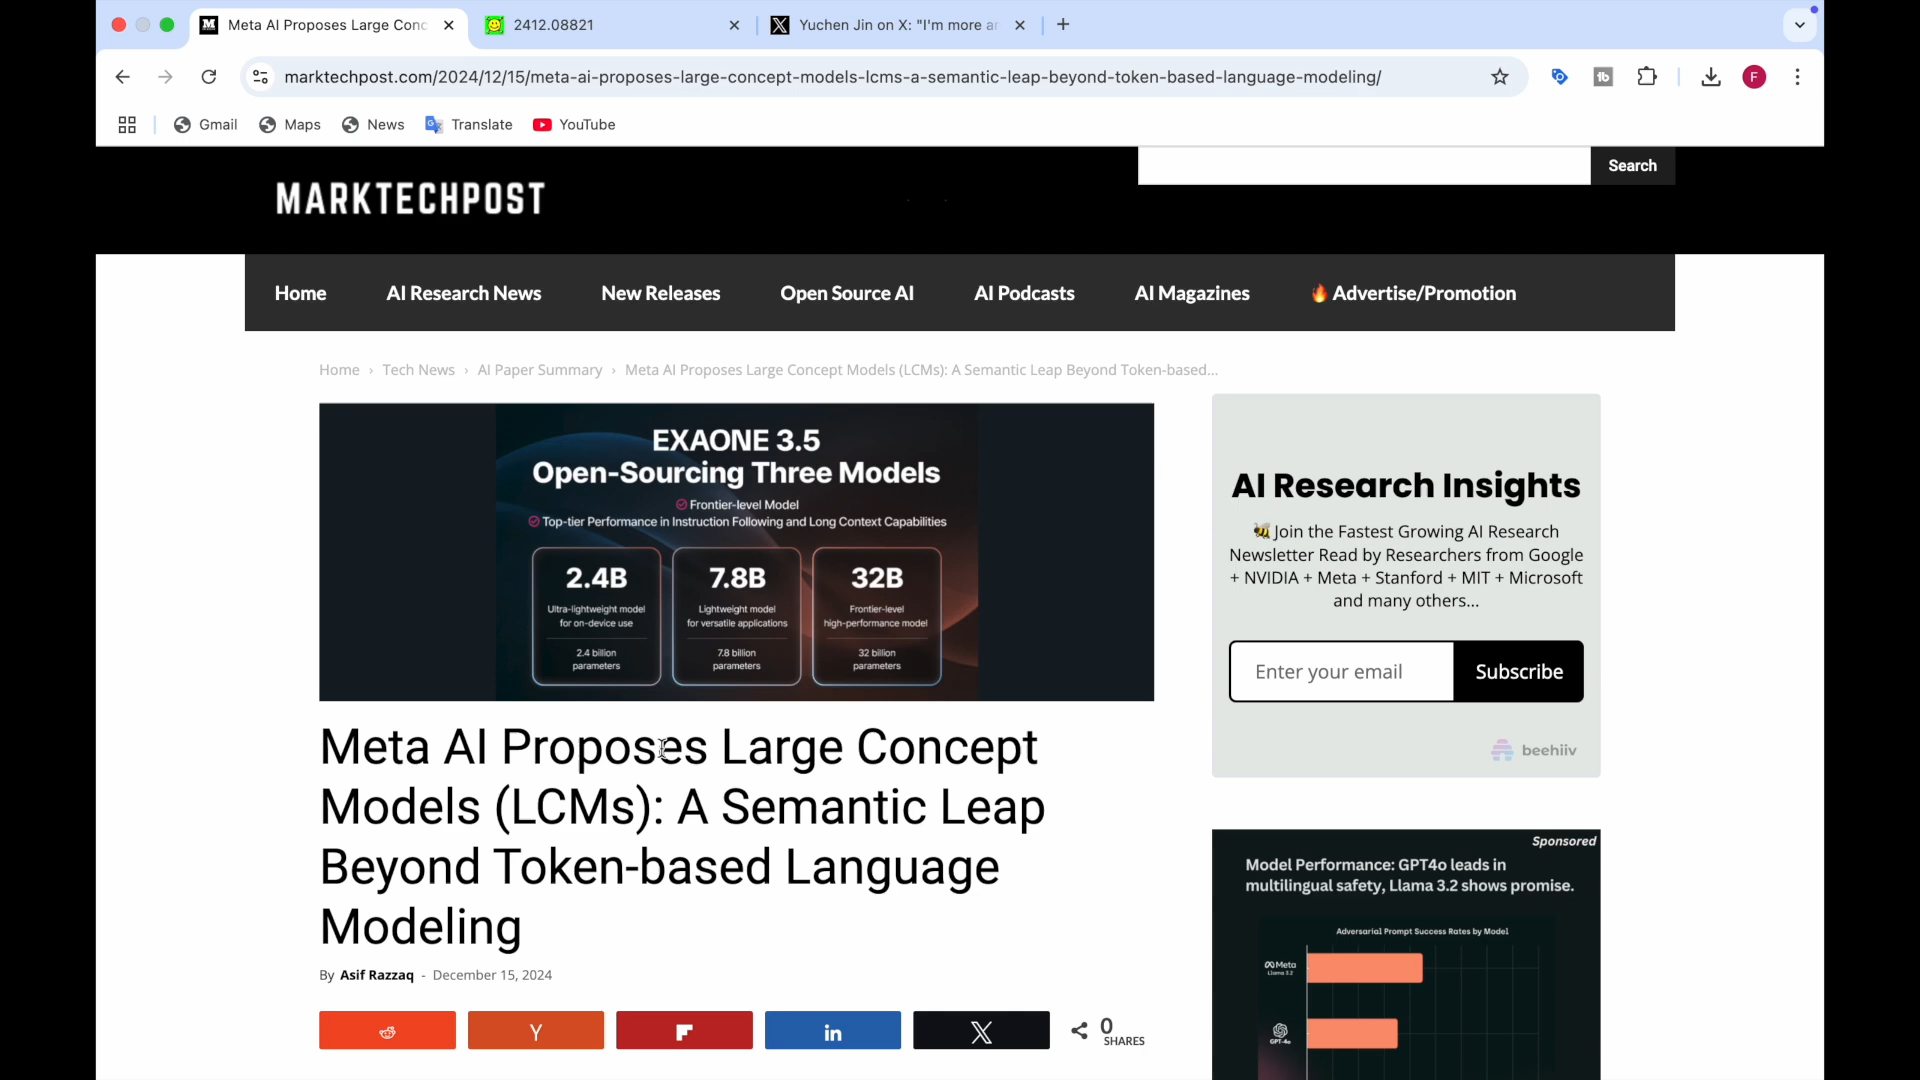 Meta AI Proposes Large Conc
2412.08821
Yuchen Jin on X: "I'm more a
marktechpost.com/2024/12/15/meta-ai-proposes-large-concept-models-lcms-a-semantic-leap-beyond-token-based-language-modeling/
tb
F
Gmail
Maps
News
Translate
YouTube
Search
MARKTECHPOST
Home
AI Research News
New Releases
Open Source AI
AI Podcasts
AI Magazines
🔥 Advertise/Promotion
Home › Tech News › AI Paper Summary › Meta AI Proposes Large Concept Models (LCMs): A Semantic Leap Beyond Token-based...
EXAONE 3.5
Open-Sourcing Three Models
Frontier-level Model
Top-tier Performance in Instruction Following and Long Context Capabilities
2.4B
Ultra-lightweight model
for on-device use
2.4 billion
parameters
7.8B
Lightweight model
for versatile applications
7.8 billion
parameters
32B
Frontier-level
high-performance model
32 billion
parameters
Meta AI Proposes Large Concept
Models (LCMs): A Semantic Leap
Beyond Token-based Language
Modeling
By Asif Razzaq - December 15, 2024
0
SHARES
AI Research Insights
🐝 Join the Fastest Growing AI Research
Newsletter Read by Researchers from Google
+ NVIDIA + Meta + Stanford + MIT + Microsoft
and many others...
Enter your email
Subscribe
beehiiv
Sponsored
Model Performance: GPT4o leads in
multilingual safety, Llama 3.2 shows promise.
Adversarial Prompt Success Rates by Model
Meta
Llama 3.2
GPT-4o